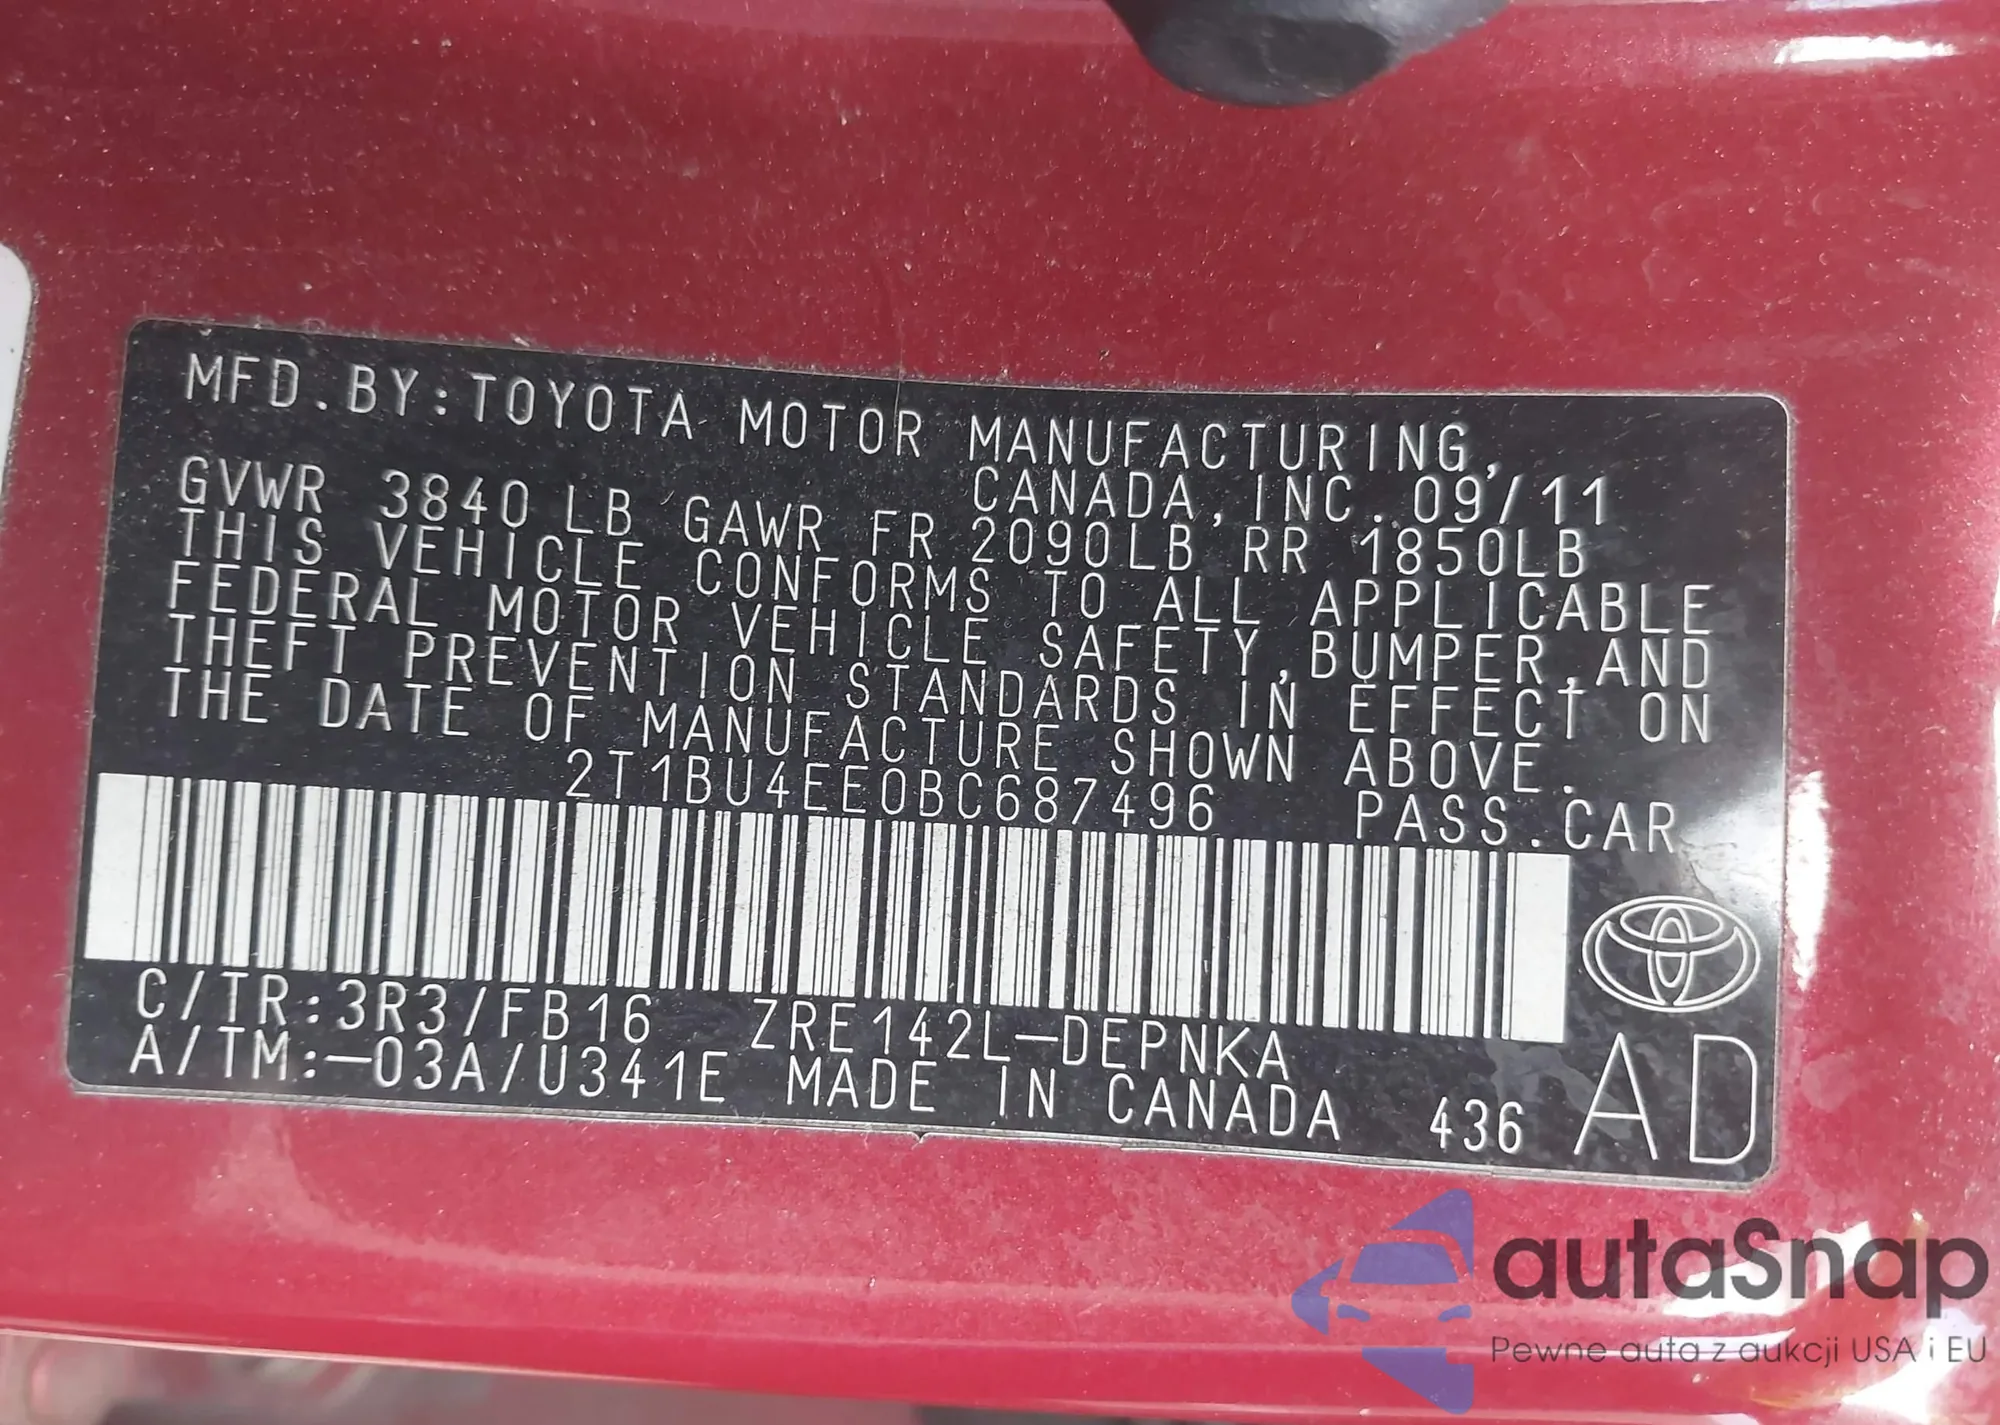 MFD.BY:TOYOTA MOTOR MANUFACTURING,
CANADA,INC. 09/11
GVWR 3840 LB GAWR FR 2090LB RR 1850LB
THIS VEHICLE CONFORMS TO ALL APPLICABLE
FEDERAL MOTOR VEHICLE SAFETY,BUMPER,AND
THEFT PREVENTION STANDARDS IN EFFECT ON
THE DATE OF MANUFACTURE SHOWN ABOVE.
2T1BU4EE0BC687496 PASS.CAR
C/TR:3R3/FB16 ZRE142L-DEPNKA
A/TM:-03A/U341E MADE IN CANADA 436 AD
autaSnap
Pewne auta z aukcji USA i EU